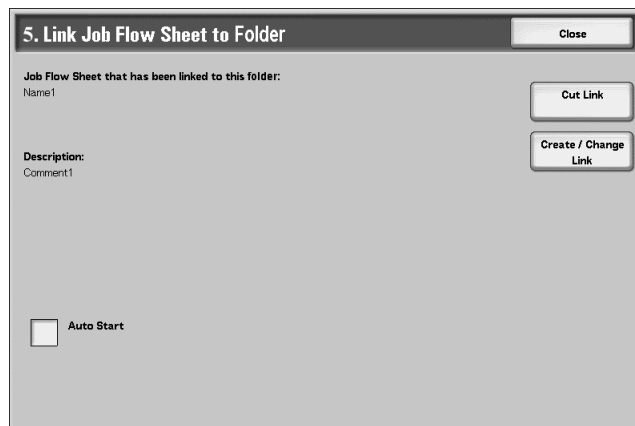 5. Link Job Flow Sheet to Folder
Close
Job Flow Sheet that has been linked to this folder:
Name1
Cut Link
Create / Change
Link
Description:
Comment1
Auto Start